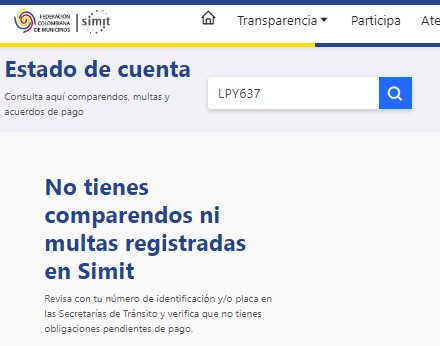 FEDERACIÓN
COLOMBIANA
DE MUNICIPIOS
simit
Transparencia
Participa
Ate
Estado de cuenta
Consulta aquí comparendos, multas y
acuerdos de pago
LPY637
No tienes
comparendos ni
multas registradas
en Simit
Revisa con tu número de identificación y/o placa en
las Secretarías de Tránsito y verifica que no tienes
obligaciones pendientes de pago.